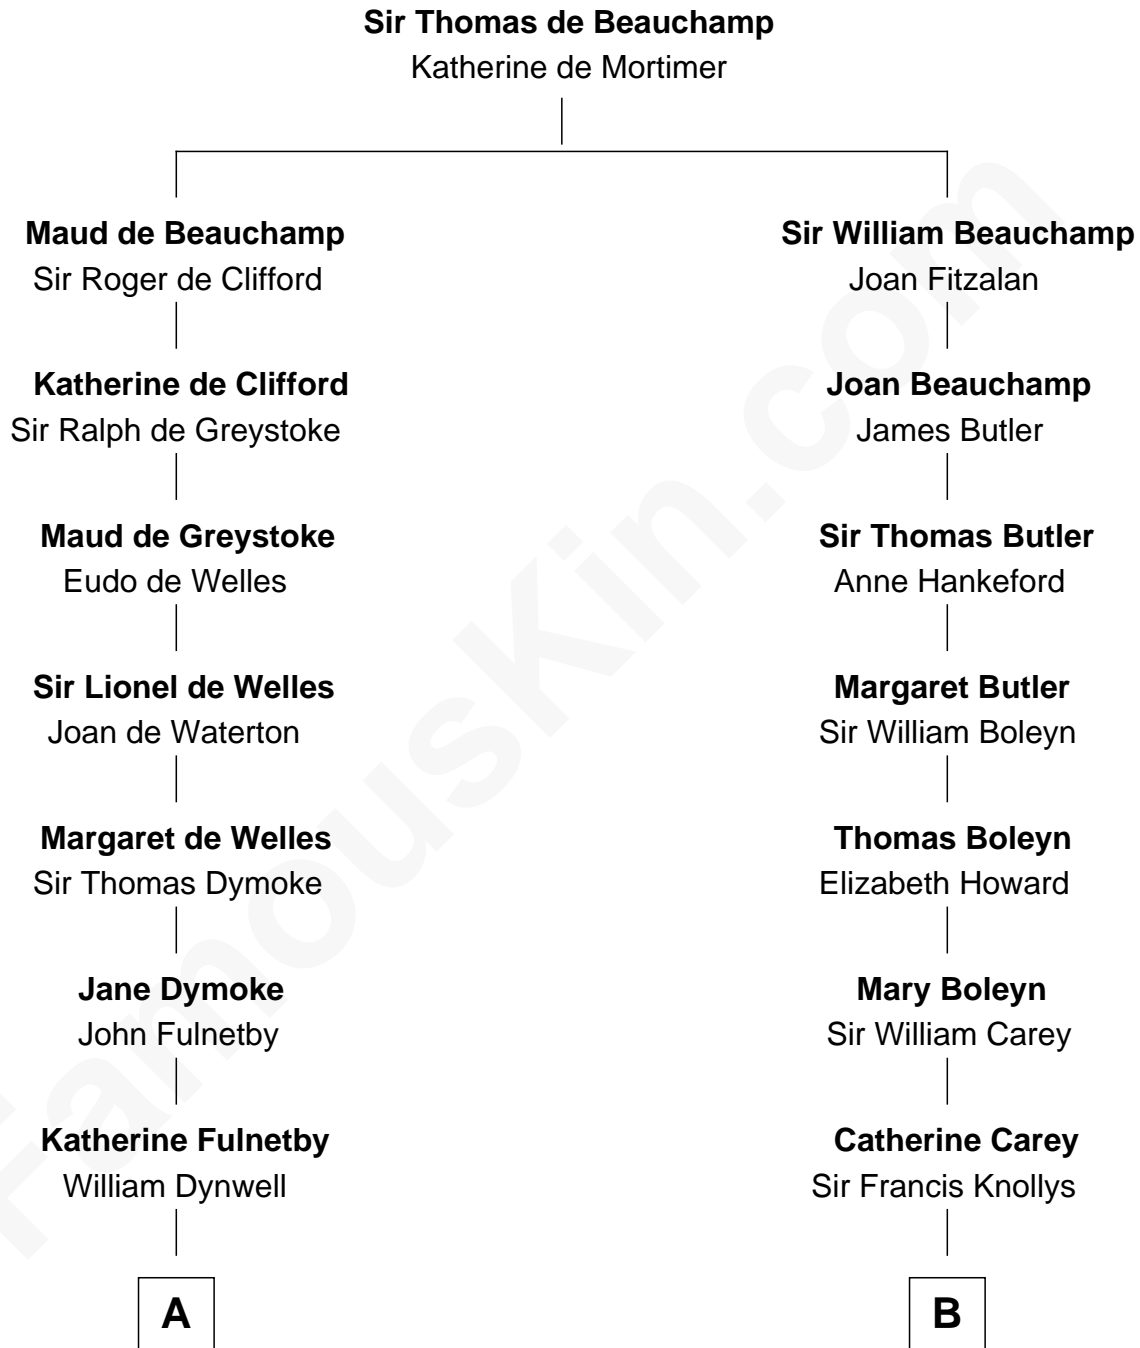 Sir Thomas de Beauchamp
Katherine de Mortimer
Maud de Beauchamp
Sir Roger de Clifford
Katherine de Clifford
Sir Ralph de Greystoke
Maud de Greystoke
Eudo de Welles
Sir Lionel de Welles
Joan de Waterton
Margaret de Welles
Sir Thomas Dymoke
Jane Dymoke
John Fulnetby
Katherine Fulnetby
William Dynwell
A
Sir William Beauchamp
Joan Fitzalan
Joan Beauchamp
James Butler
Sir Thomas Butler
Anne Hankeford
Margaret Butler
Sir William Boleyn
Thomas Boleyn
Elizabeth Howard
Mary Boleyn
Sir William Carey
Catherine Carey
Sir Francis Knollys
B
FamousKin.com